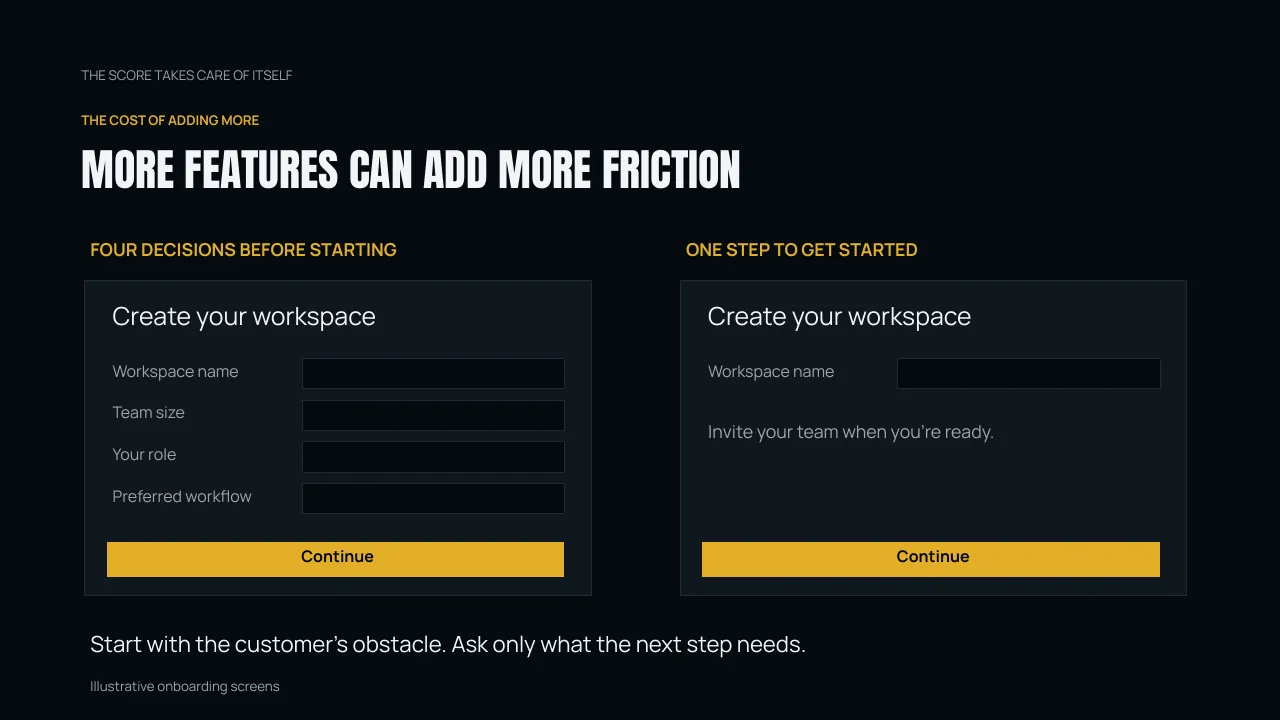 THE SCORE TAKES CARE OF ITSELF
THE COST OF ADDING MORE
MORE FEATURES CAN ADD MORE FRICTION
FOUR DECISIONS BEFORE STARTING
Create your workspace
Workspace name
Team size
Your role
Preferred workflow
Continue
ONE STEP TO GET STARTED
Create your workspace
Workspace name
Invite your team when you're ready.
Continue
Start with the customer's obstacle. Ask only what the next step needs.
Illustrative onboarding screens